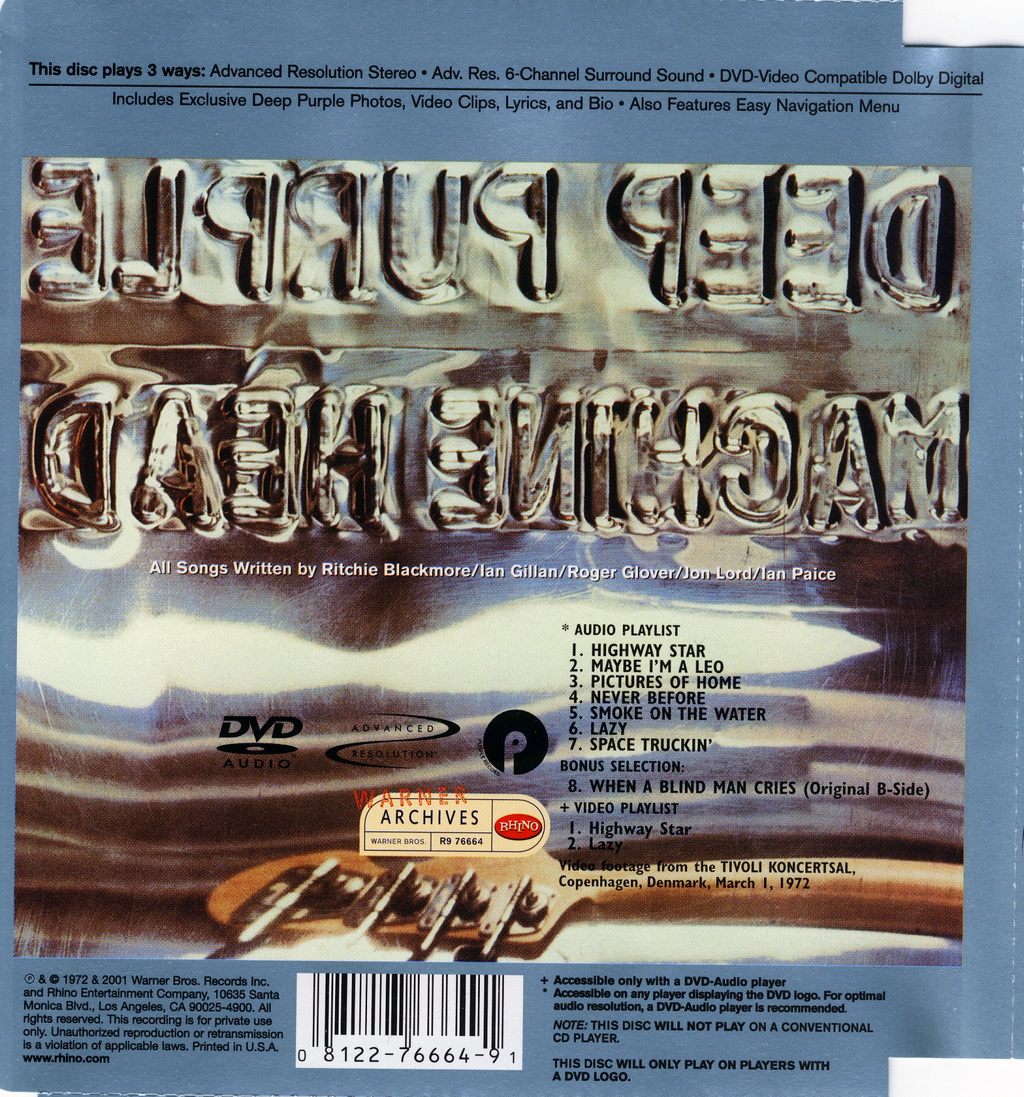 This disc plays 3 ways: Advanced Resolution Stereo • Adv. Res. 6-Channel Surround Sound • DVD-Video Compatible Dolby Digital
Includes Exclusive Deep Purple Photos, Video Clips, Lyrics, and Bio • Also Features Easy Navigation Menu
DEEP PURPLE
MACHINE HEAD
All Songs Written by Ritchie Blackmore/Ian Gillan/Roger Glover/Jon Lord/Ian Paice
* AUDIO PLAYLIST
1. HIGHWAY STAR
2. MAYBE I'M A LEO
3. PICTURES OF HOME
4. NEVER BEFORE
5. SMOKE ON THE WATER
6. LAZY
7. SPACE TRUCKIN'
BONUS SELECTION:
8. WHEN A BLIND MAN CRIES (Original B-Side)
+ VIDEO PLAYLIST
1. Highway Star
2. Lazy
Video footage from the TIVOLI KONCERTSAL,
Copenhagen, Denmark, March 1, 1972
DVD
AUDIO
ADVANCED
RESOLUTION
WARNER
ARCHIVES
WARNER BROS.
R9 76664
RHINO
℗ & © 1972 & 2001 Warner Bros. Records Inc.
and Rhino Entertainment Company, 10635 Santa
Monica Blvd., Los Angeles, CA 90025-4900. All
rights reserved. This recording is for private use
only. Unauthorized reproduction or retransmission
is a violation of applicable laws. Printed in U.S.A.
www.rhino.com
0 8122-76664-9 1
+ Accessible only with a DVD-Audio player
* Accessible on any player displaying the DVD logo. For optimal
audio resolution, a DVD-Audio player is recommended.
NOTE: THIS DISC WILL NOT PLAY ON A CONVENTIONAL
CD PLAYER.
THIS DISC WILL ONLY PLAY ON PLAYERS WITH
A DVD LOGO.